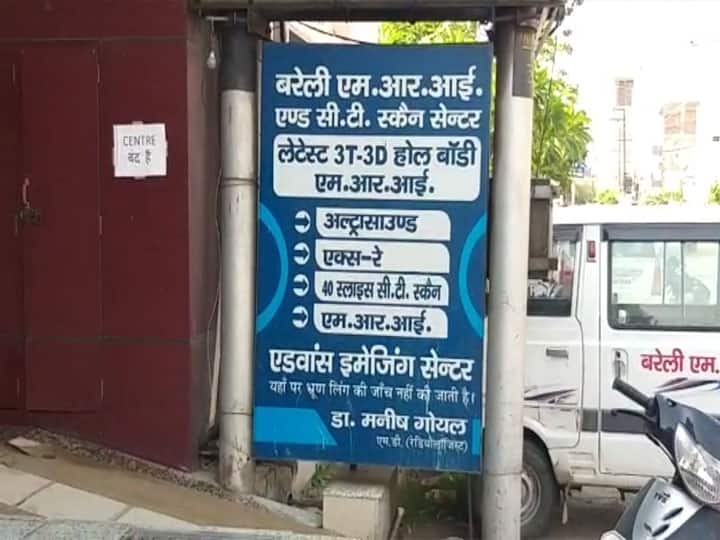 CENTRE
बंद है
बरेली एम.आर.आई.
एण्ड सी.टी. स्कैन सेन्टर
लेटेस्ट 3T-3D होल बॉडी
एम.आर.आई.
अल्ट्रासाउण्ड
एक्स-रे
40 स्लाइस सी.टी. स्कैन
एम.आर.आई.
एडवांस इमेजिंग सेन्टर
यहाँ पर भ्रूण लिंग की जाँच नहीं की जाती है।
डा. मनीष गोयल
एम.डी. (रेडियोलॉजिस्ट)
बरेली एम.